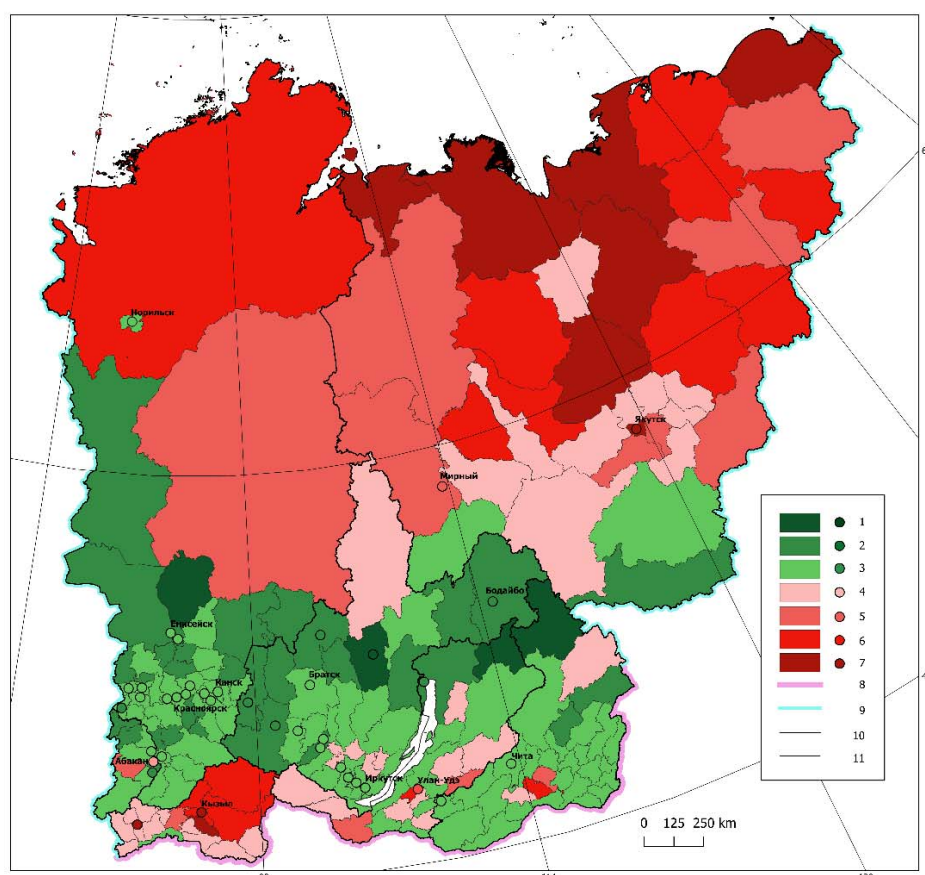 Норильск
6
Якутск
Мирный
Бодайбо
Енисейск
Братск
Канск
Красноярск
Абакан
Кызыл
Иркутск
Улан-Удэ
Чита
1
2
3
4
5
6
7
8
9
10
11
0 125 250 km